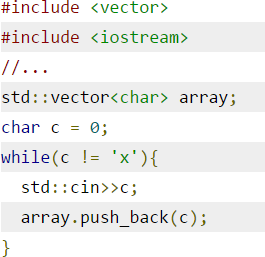 #include <vector>
#include <iostream>
//...
std::vector<char> array;
char c = 0;
while(c != 'x'){
  std::cin>>c;
  array.push_back(c);
}